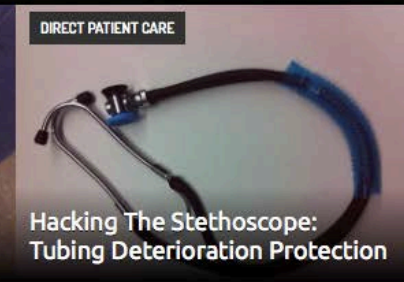 DIRECT PATIENT CARE
Hacking The Stethoscope:
Tubing Deterioration Protection